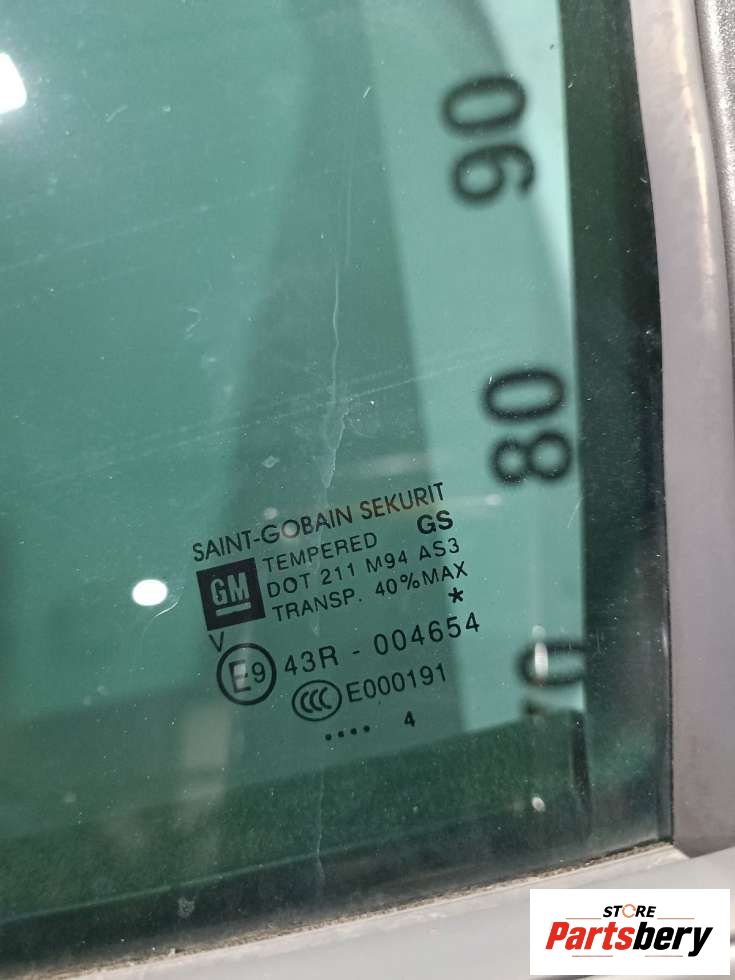 90
80
SAINT-GOBAIN SEKURIT
GS
GM
TEMPERED
DOT 211 M94 AS3
TRANSP. 40%MAX
*
V
E9 43R - 004654
CCC E000191
.... 4
STORE
Partsbery